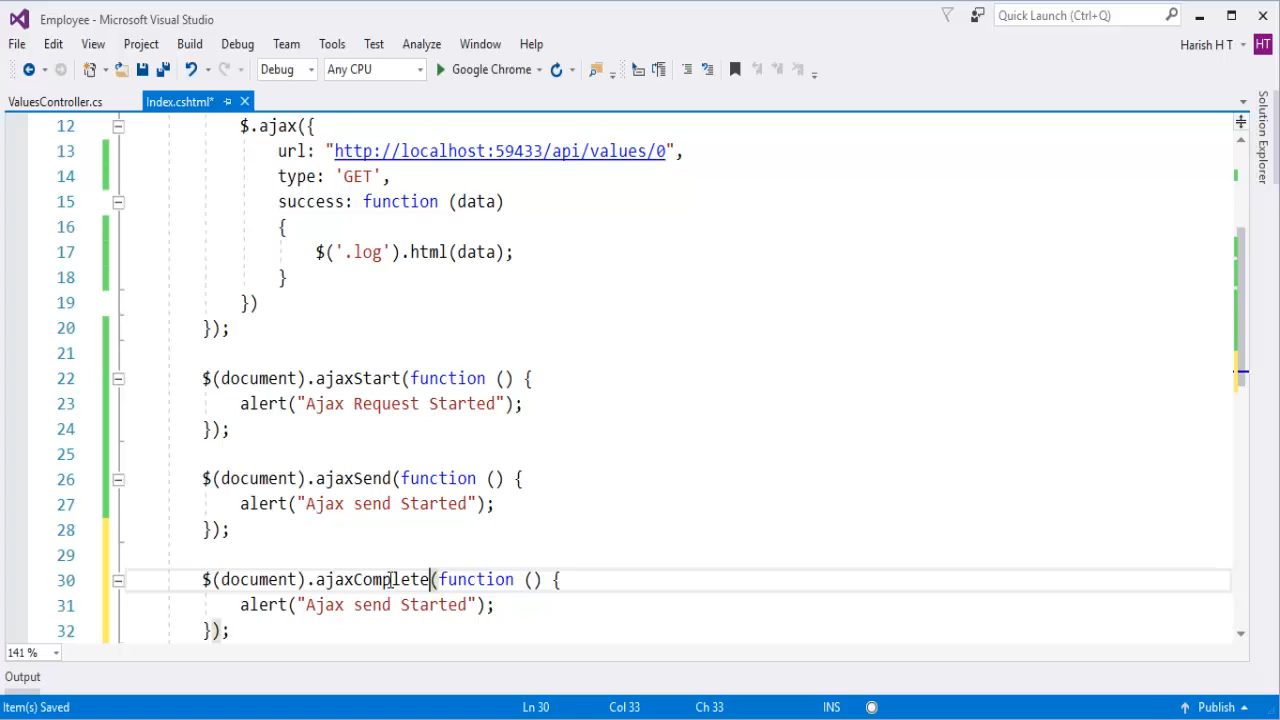 Employee - Microsoft Visual Studio
Quick Launch (Ctrl+Q)
File Edit View Project Build Debug Team Tools Test Analyze Window Help
Harish H T
HT
Debug Any CPU Google Chrome
ValuesController.cs Index.cshtml*
Solution Explorer
12 $.ajax({
13 url: "http://localhost:59433/api/values/0",
14 type: 'GET',
15 success: function (data)
16 {
17 $('.log').html(data);
18 }
19 })
20 });
21
22 $(document).ajaxStart(function () {
23 alert("Ajax Request Started");
24 });
25
26 $(document).ajaxSend(function () {
27 alert("Ajax send Started");
28 });
29
30 $(document).ajaxComplete(function () {
31 alert("Ajax send Started");
32 });
141 %
Output
Item(s) Saved Ln 30 Col 33 Ch 33 INS Publish